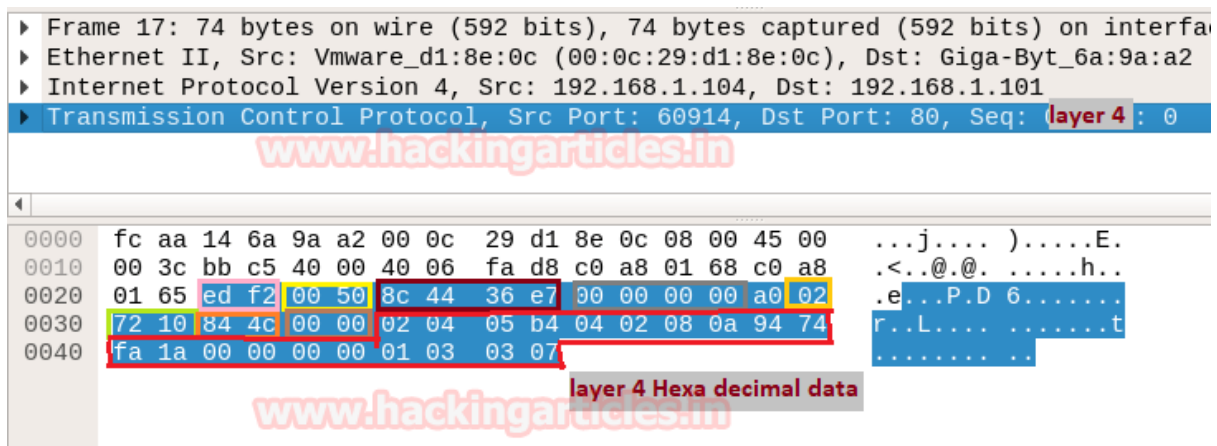 Frame 17: 74 bytes on wire (592 bits), 74 bytes captured (592 bits) on interfa
Ethernet II, Src: Vmware_d1:8e:0c (00:0c:29:d1:8e:0c), Dst: Giga-Byt_6a:9a:a2
Internet Protocol Version 4, Src: 192.168.1.104, Dst: 192.168.1.101
Transmission Control Protocol, Src Port: 60914, Dst Port: 80, Seq: layer 4 : 0
www.hackingarticles.in
0000 fc aa 14 6a 9a a2 00 0c 29 d1 8e 0c 08 00 45 00 ...j.... ).....E.
0010 00 3c bb c5 40 00 40 06 fa d8 c0 a8 01 68 c0 a8 .<..@.@. .....h..
0020 01 65 ed f2 00 50 8c 44 36 e7 00 00 00 00 a0 02 .e...P.D 6.......
0030 72 10 84 4c 00 00 02 04 05 b4 04 02 08 0a 94 74 r..L.... .......t
0040 fa 1a 00 00 00 00 01 03 03 07 ........ ..
layer 4 Hexa decimal data
www.hackingarticles.in